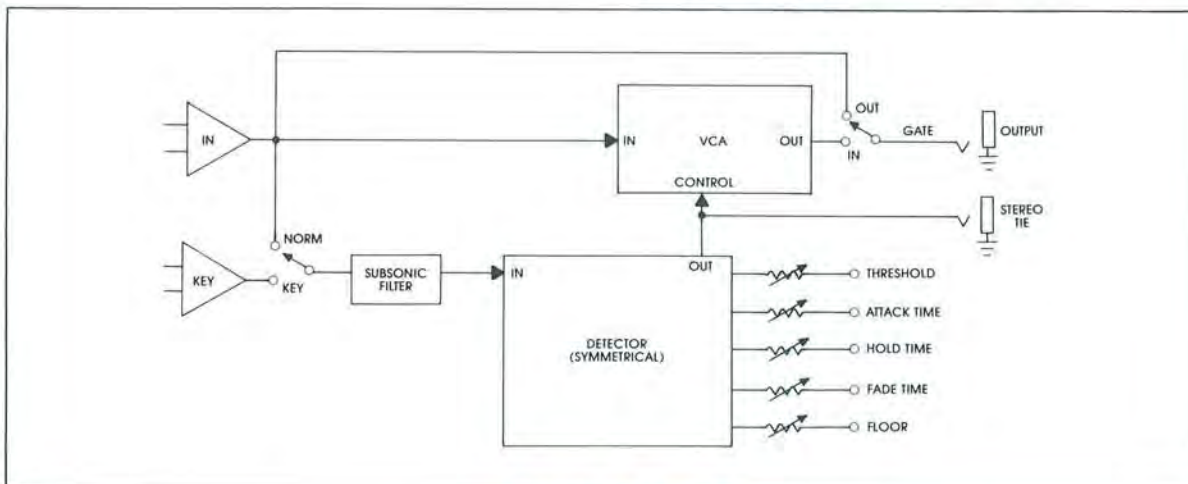 OUT
IN
IN
VCA
OUT
IN
GATE
OUTPUT
CONTROL
STEREO
TIE
NORM
KEY
KEY
SUBSONIC
FILTER
IN
OUT
DETECTOR
(SYMMETRICAL)
THRESHOLD
ATTACK TIME
HOLD TIME
FADE TIME
FLOOR